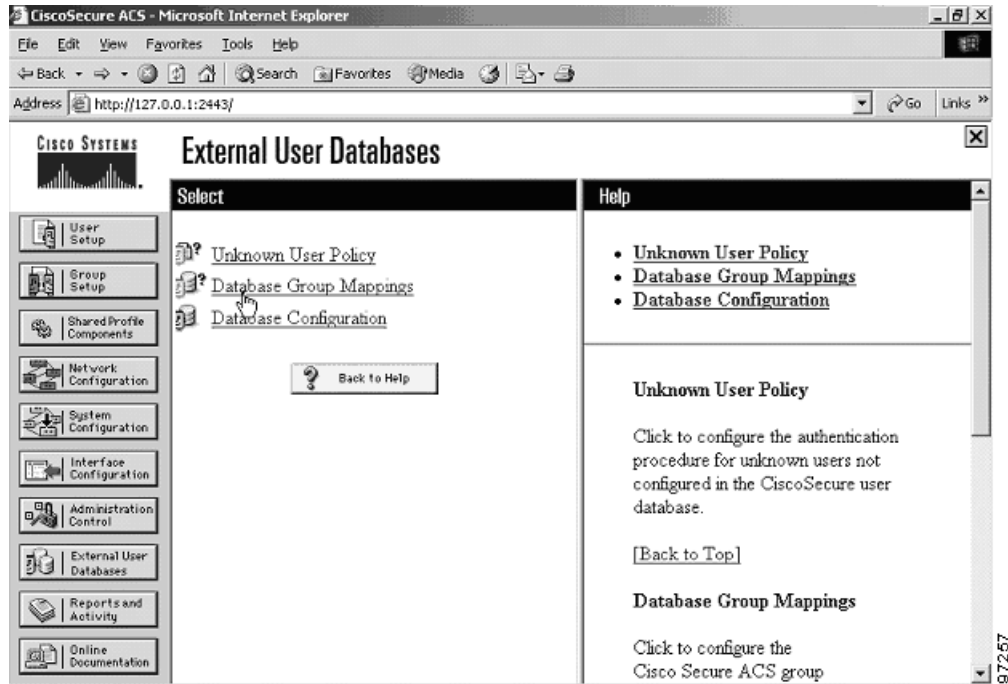 CiscoSecure ACS - Microsoft Internet Explorer
File Edit View Favorites Tools Help
Back Search Favorites Media
Address http://127.0.0.1:2443/ Go Links »
CISCO SYSTEMS
External User Databases
Select
Help
User
Setup
Group
Setup
Shared Profile
Components
Network
Configuration
System
Configuration
Interface
Configuration
Administration
Control
External User
Databases
Reports and
Activity
Online
Documentation
Unknown User Policy
Database Group Mappings
Database Configuration
Back to Help
• Unknown User Policy
• Database Group Mappings
• Database Configuration
Unknown User Policy
Click to configure the authentication
procedure for unknown users not
configured in the CiscoSecure user
database.
[Back to Top]
Database Group Mappings
Click to configure the
Cisco Secure ACS group
97257